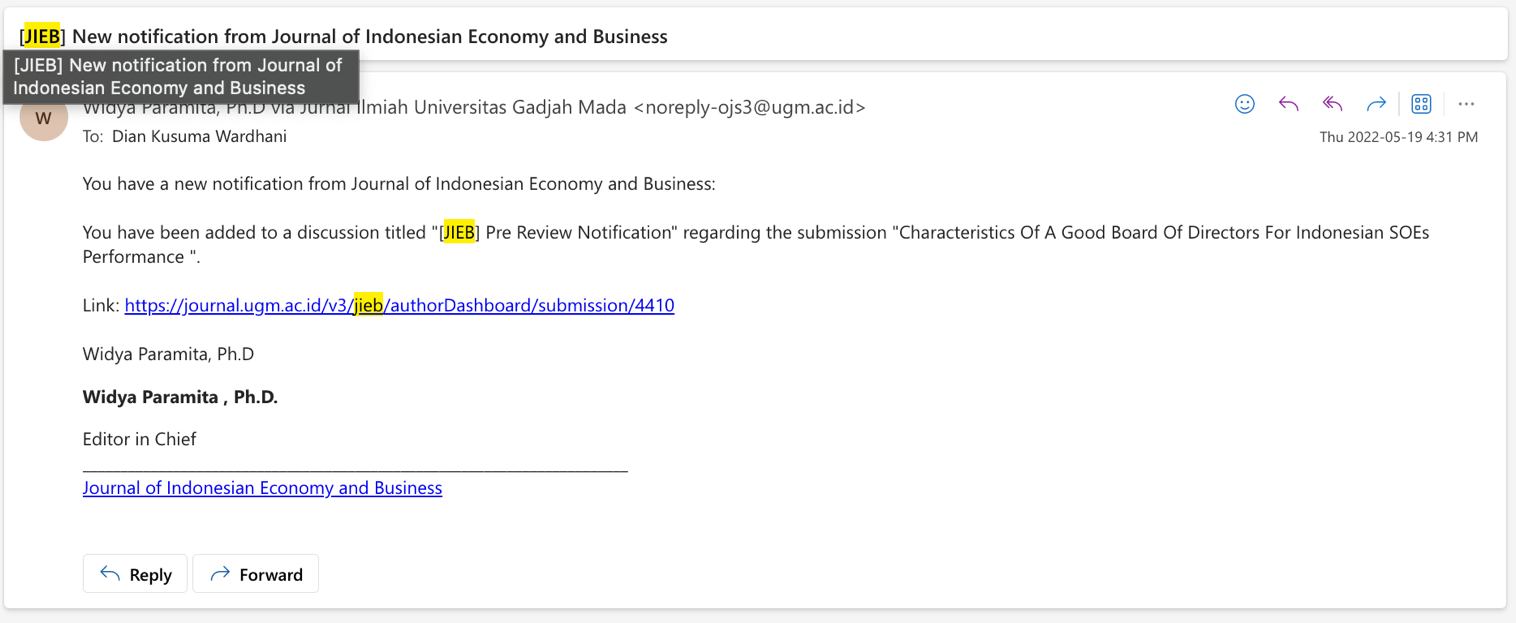 [JIEB] New notification from Journal of Indonesian Economy and Business
[JIEB] New notification from Journal of
Indonesian Economy and Business
W
Widya Paramita, Ph.D via Jurnal Ilmiah Universitas Gadjah Mada <noreply-ojs3@ugm.ac.id>
To: Dian Kusuma Wardhani
Thu 2022-05-19 4:31 PM
You have a new notification from Journal of Indonesian Economy and Business:
You have been added to a discussion titled "[JIEB] Pre Review Notification" regarding the submission "Characteristics Of A Good Board Of Directors For Indonesian SOEs
Performance ".
Link: https://journal.ugm.ac.id/v3/jieb/authorDashboard/submission/4410
Widya Paramita, Ph.D
Widya Paramita , Ph.D.
Editor in Chief
Journal of Indonesian Economy and Business
Reply
Forward